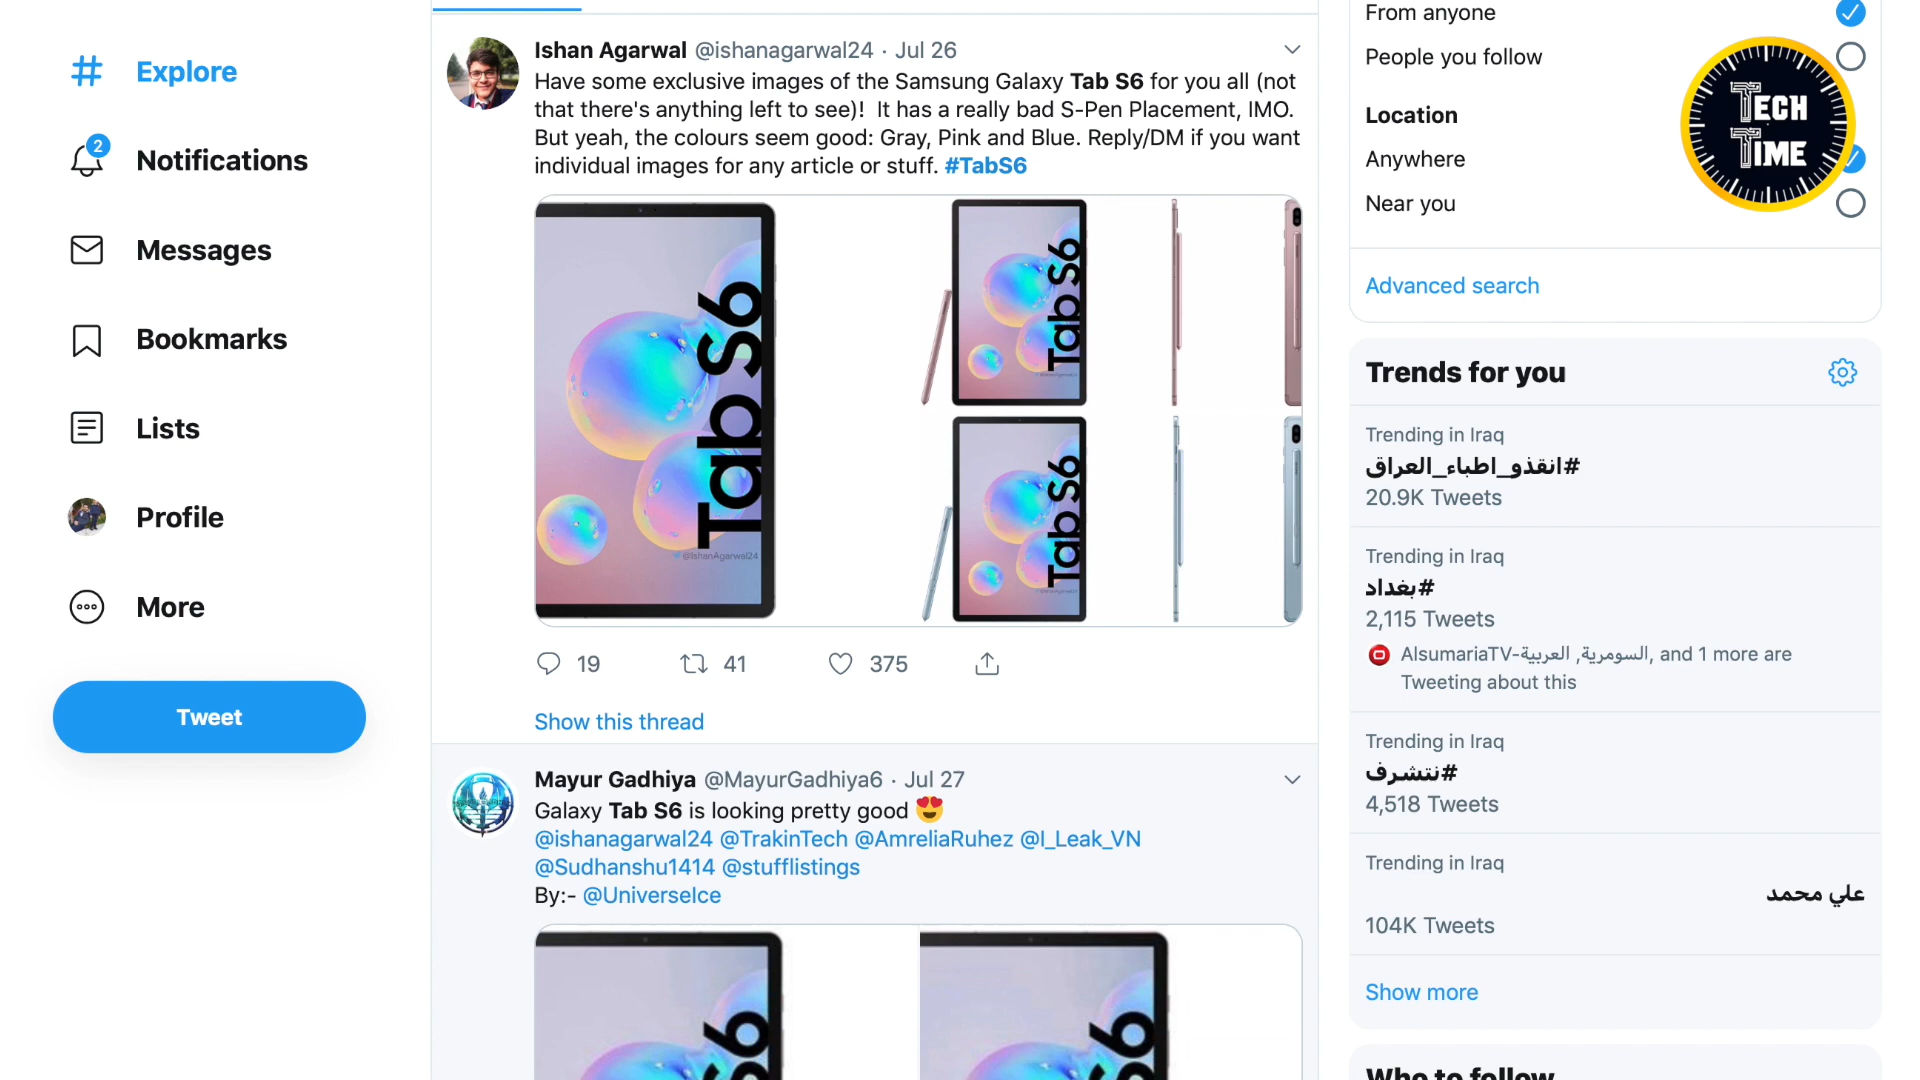 Explore
2
Notifications
Messages
Bookmarks
Lists
Profile
More
Tweet
Ishan Agarwal @ishanagarwal24 · Jul 26
Have some exclusive images of the Samsung Galaxy Tab S6 for you all (not
that there's anything left to see)! It has a really bad S-Pen Placement, IMO.
But yeah, the colours seem good: Gray, Pink and Blue. Reply/DM if you want
individual images for any article or stuff. #TabS6
Tab S6
@IshanAgarwal24
Tab S6
Tab S6
19
41
375
Show this thread
Mayur Gadhiya @MayurGadhiya6 · Jul 27
Galaxy Tab S6 is looking pretty good 😍
@ishanagarwal24 @TrakinTech @AmreliaRuhez @I_Leak_VN
@Sudhanshu1414 @stufflistings
By:- @UniverseIce
S6
S6
From anyone
People you follow
Location
Anywhere
Near you
TECH
TIME
Advanced search
Trends for you
Trending in Iraq
#انقذو_اطباء_العراق
20.9K Tweets
Trending in Iraq
#بغداد
2,115 Tweets
AlsumariaTV-السومرية, العربية, and 1 more are
Tweeting about this
Trending in Iraq
#نتشرف
4,518 Tweets
Trending in Iraq
علي محمد
104K Tweets
Show more
Who to follow